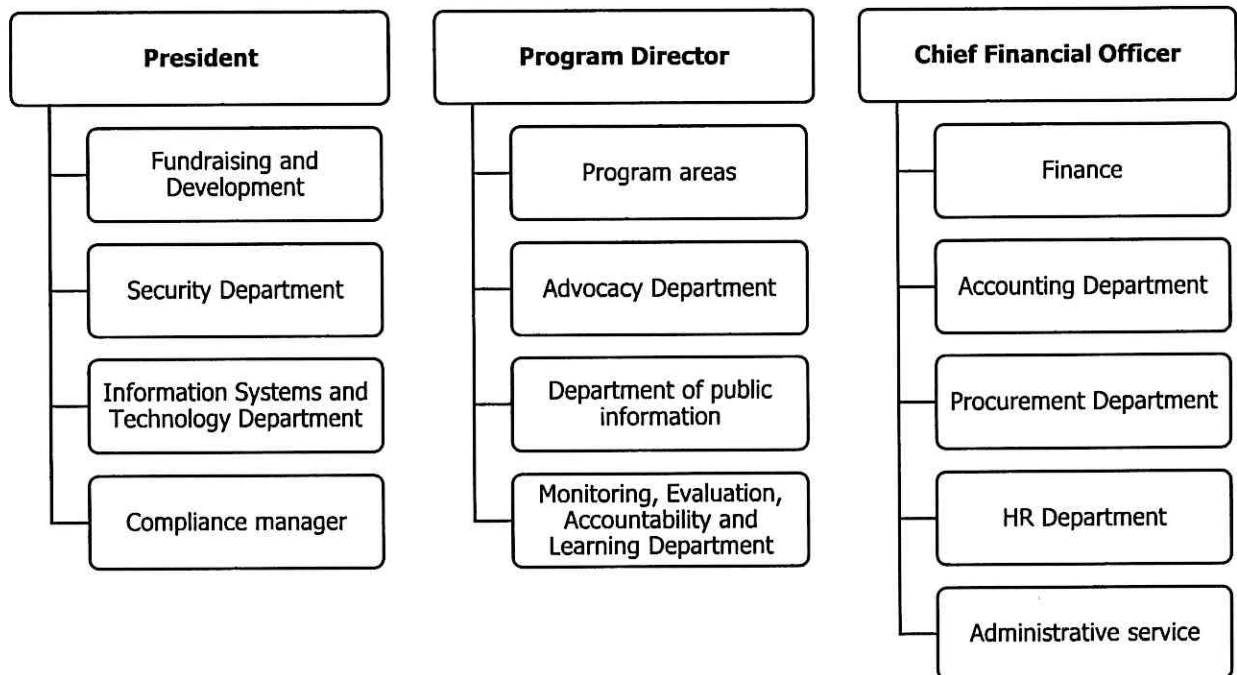 President
Fundraising and
Development
Security Department
Information Systems and
Technology Department
Compliance manager
Program Director
Program areas
Advocacy Department
Department of public
information
Monitoring, Evaluation,
Accountability and
Learning Department
Chief Financial Officer
Finance
Accounting Department
Procurement Department
HR Department
Administrative service